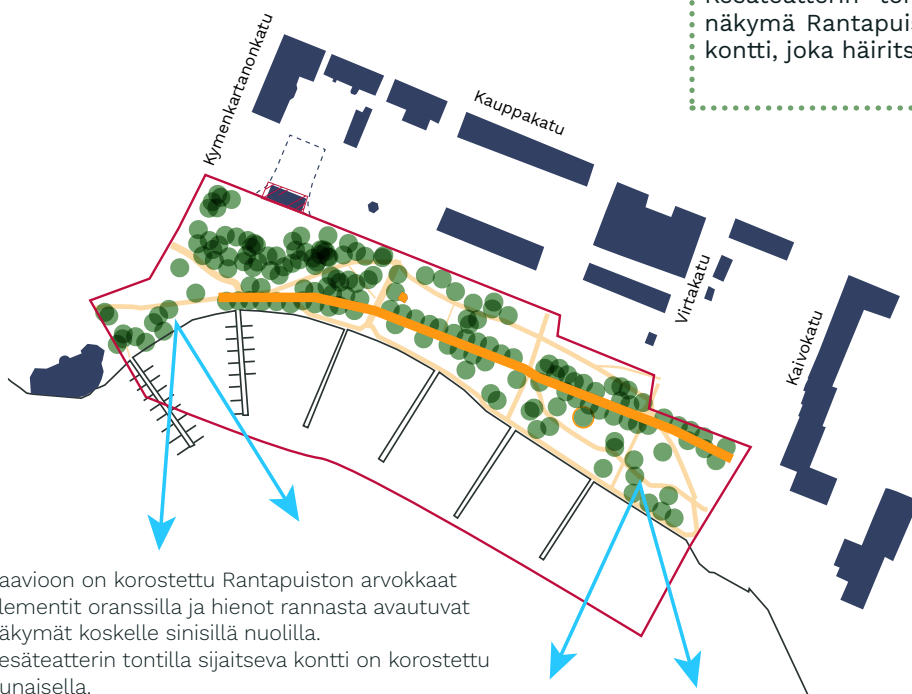 Kesäteatterin
näkymä Rantapuis
kontti, joka häirits
Kymenkartanonkatu
Kauppakatu
Virtakatu
Kaivokatu
aavioon on korostettu Rantapuiston arvokkaat
lementit oranssilla ja hienot rannasta avautuvat
äkymät koskelle sinisillä nuolilla.
esäteatterin tontilla sijaitseva kontti on korostettu
unaisella.